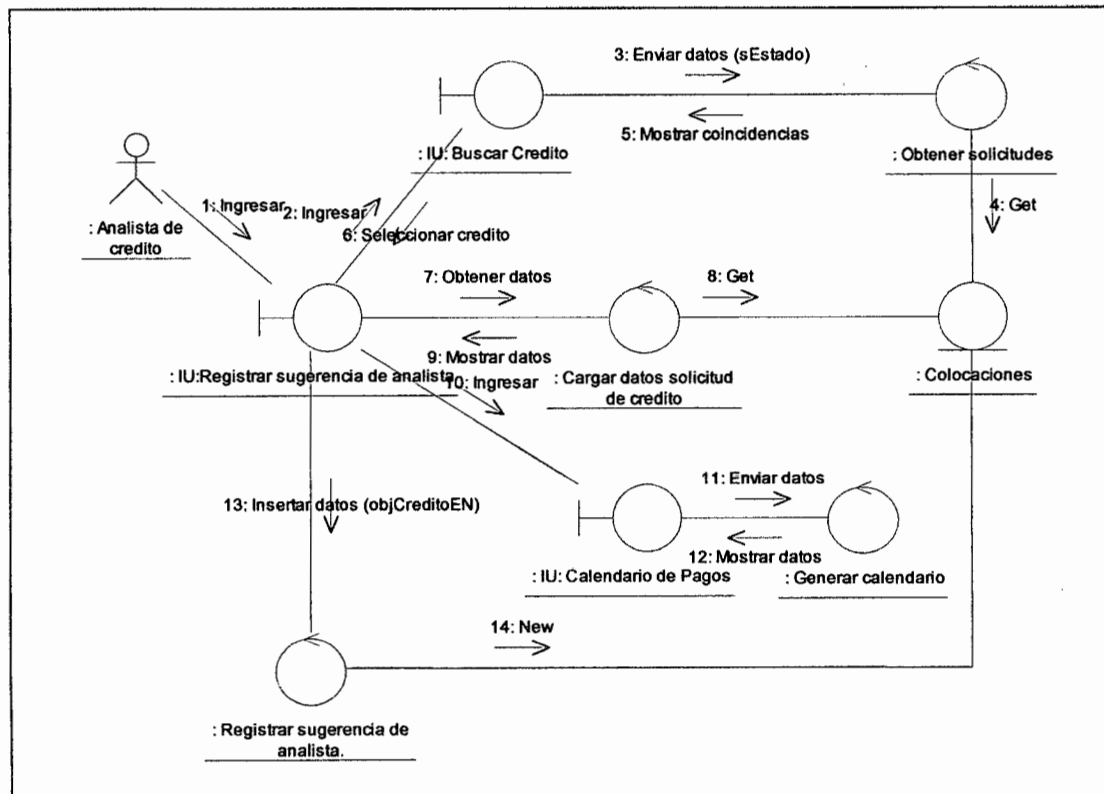 3: Enviar datos (sEstado)
5: Mostrar coincidencias
: IU: Buscar Credito
: Obtener solicitudes
4: Get
1: Ingresar
2: Ingresar
6: Seleccionar credito
: Analista de
credito
7: Obtener datos
8: Get
9: Mostrar datos
: IU:Registrar sugerencia de analista
10: Ingresar
: Cargar datos solicitud
de credito
: Colocaciones
11: Enviar datos
13: Insertar datos (objCreditoEN)
12: Mostrar datos
: IU: Calendario de Pagos
: Generar calendario
14: New
: Registrar sugerencia de
analista.